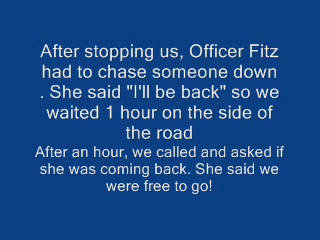 After stopping us, Officer Fitz
had to chase someone down
. She said "I'll be back" so we
waited 1 hour on the side of
the road
After an hour, we called and asked if
she was coming back. She said we
were free to go!